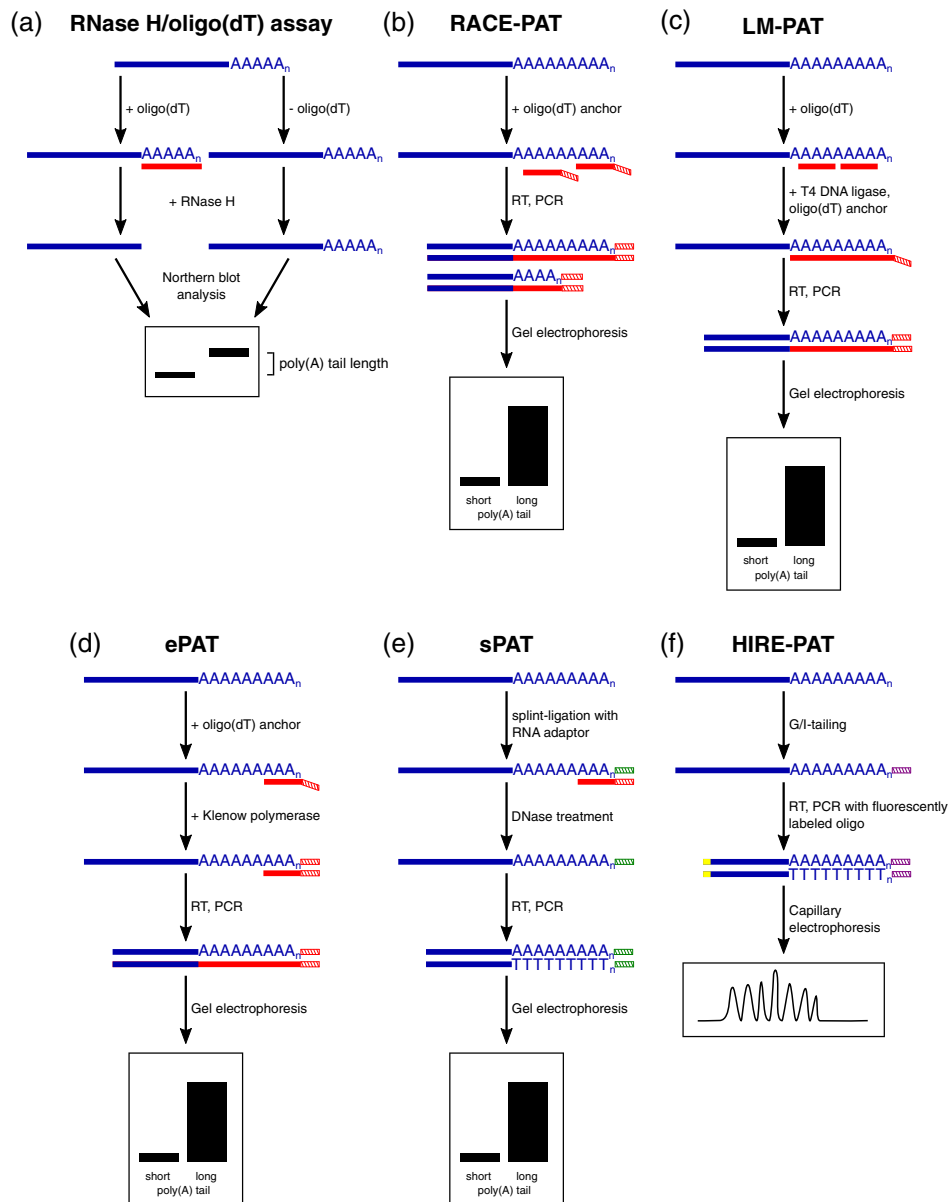 (a) RNase H/oligo(dT) assay
AAAAAn
+ oligo(dT)
- oligo(dT)
AAAAAn
AAAAAn
+ RNase H
AAAAAn
Northern blot
analysis
poly(A) tail length
(b) RACE-PAT
AAAAAAAAAn
+ oligo(dT) anchor
AAAAAAAAAn
RT, PCR
AAAAAAAAAn
AAAAn
Gel electrophoresis
short long
poly(A) tail
(c) LM-PAT
AAAAAAAAAn
+ oligo(dT)
AAAAAAAAAn
+ T4 DNA ligase,
oligo(dT) anchor
AAAAAAAAAn
RT, PCR
AAAAAAAAAn
Gel electrophoresis
short long
poly(A) tail
(d) ePAT
AAAAAAAAAn
+ oligo(dT) anchor
AAAAAAAAAn
+ Klenow polymerase
AAAAAAAAAn
RT, PCR
AAAAAAAAAn
Gel electrophoresis
short long
poly(A) tail
(e) sPAT
AAAAAAAAAn
splint-ligation with
RNA adaptor
AAAAAAAAAn
DNase treatment
AAAAAAAAAn
RT, PCR
AAAAAAAAAn
TTTTTTTTTn
Gel electrophoresis
short long
poly(A) tail
(f) HIRE-PAT
AAAAAAAAAn
G/I-tailing
AAAAAAAAAn
RT, PCR with fluorescently
labeled oligo
AAAAAAAAAn
TTTTTTTTTn
Capillary
electrophoresis